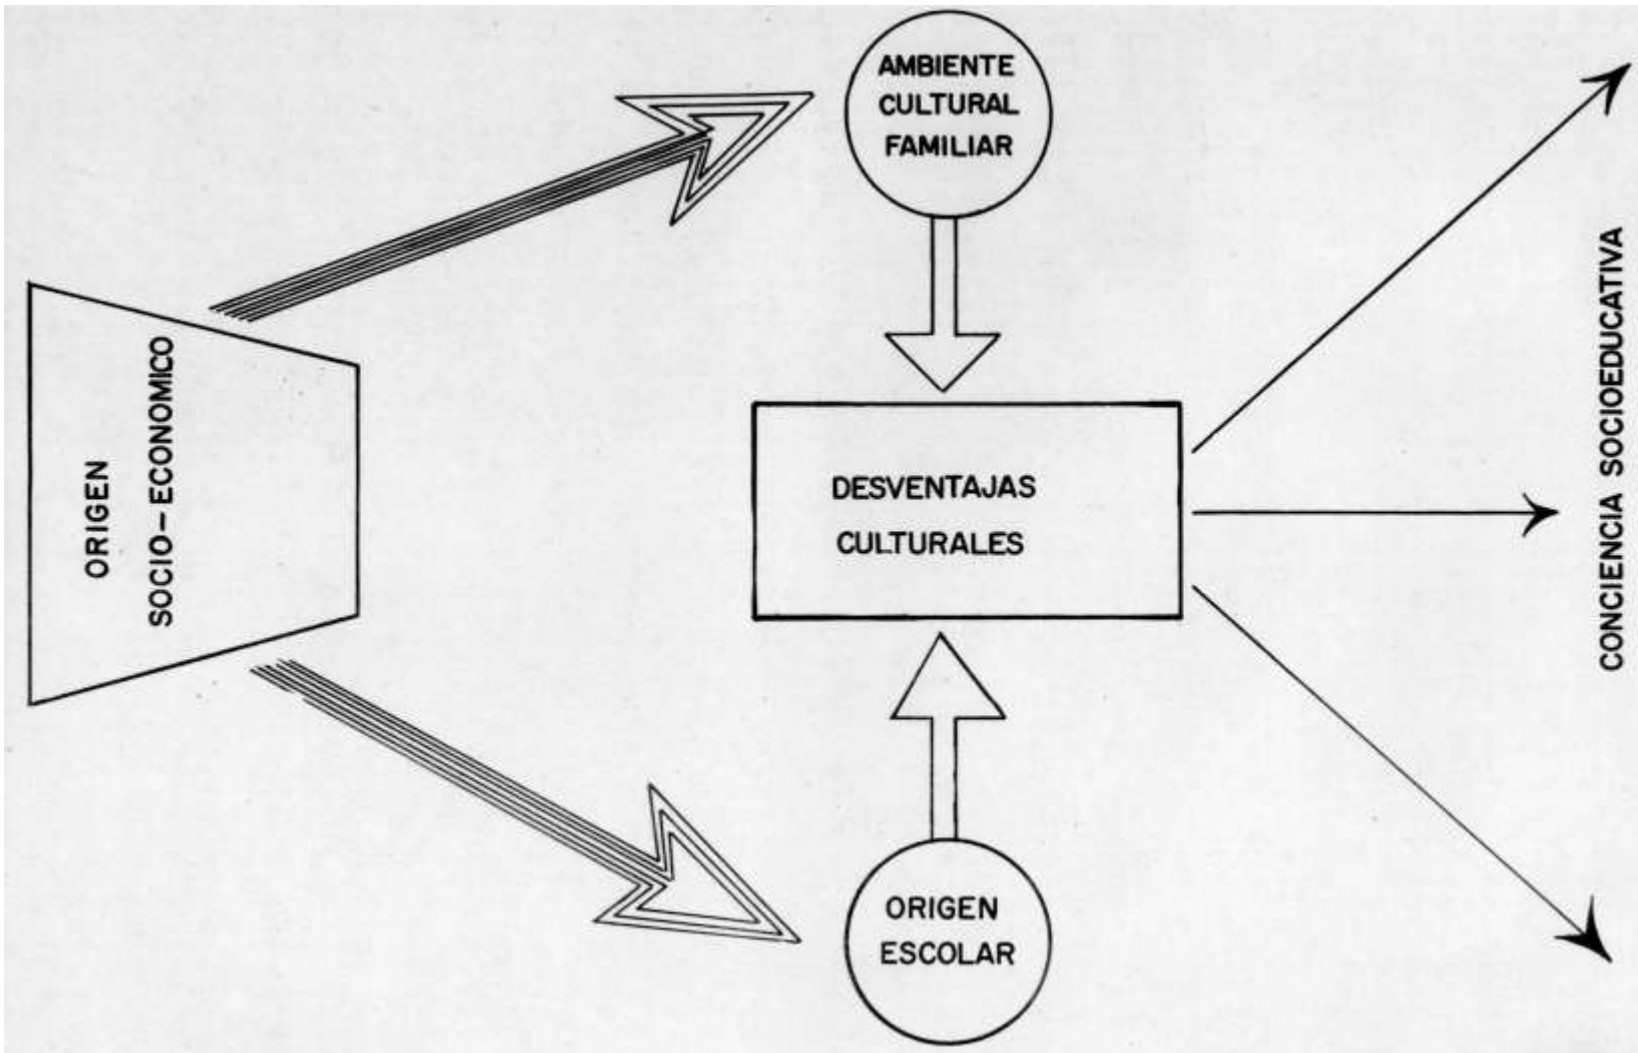 ORIGEN
SOCIO-ECONOMICO
AMBIENTE
CULTURAL
FAMILIAR
DESVENTAJAS
CULTURALES
ORIGEN
ESCOLAR
CONCIENCIA SOCIOEDUCATIVA